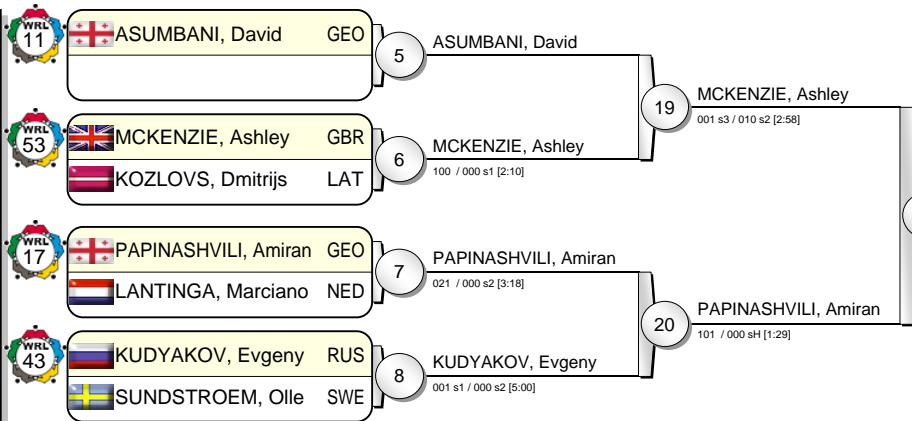 WRL 11 ASUMBANI, David GEO
5 ASUMBANI, David
WRL 53 MCKENZIE, Ashley GBR
KOZLOVS, Dmitrijs LAT
6 MCKENZIE, Ashley
100 / 000 s1 [2:10]
19 MCKENZIE, Ashley
001 s3 / 010 s2 [2:58]
WRL 17 PAPINASHVILI, Amiran GEO
LANTINGA, Marciano NED
7 PAPINASHVILI, Amiran
021 / 000 s2 [3:18]
WRL 43 KUDYAKOV, Evgeny RUS
SUNDSTROEM, Olle SWE
8 KUDYAKOV, Evgeny
001 s1 / 000 s2 [5:00]
20 PAPINASHVILI, Amiran
101 / 000 sH [1:29]